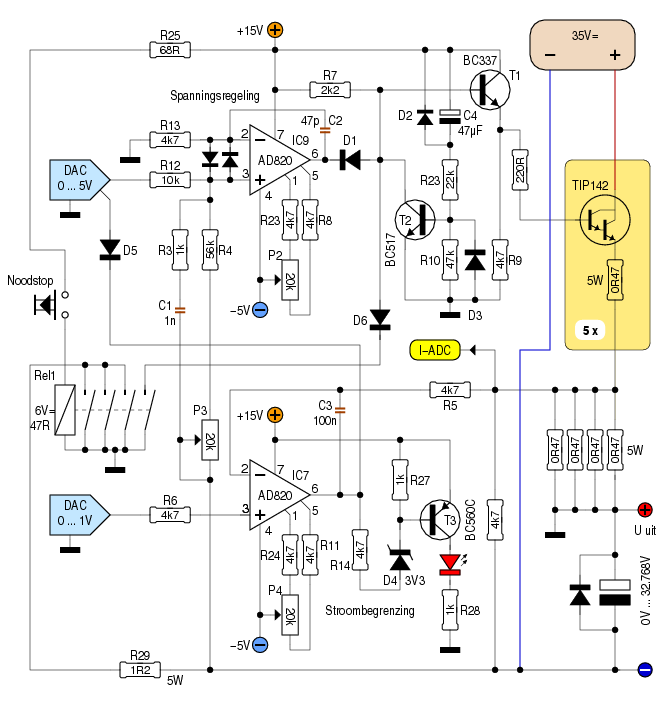 R25
68R
+15V
35V=
−
+
BC337
T1
R7
2k2
Spanningsregeling
R13
4k7
47p
C2
D1
D2
C4
47µF
220R
TIP142
DAC
0 ... 5V
R12
10k
2
7
IC9
AD820
6
3
1
5
4
R23
4k7
4k7
R8
R23
22k
T2
BC517
R3
1k
56k
R4
D5
P2
20k
−5V
R10
47k
D3
4k7
R9
5W
0R47
5 x
Noodstop
C1
1n
D6
I-ADC
Rel1
6V=
47R
P3
20k
+15V
C3
100n
4k7
R5
0R47
0R47
0R47
0R47
5W
2
7
IC7
AD820
6
3
1
5
4
DAC
0 ... 1V
R6
4k7
1k
R27
T3
BC560C
4k7
U uit
R24
4k7
4k7
R11
R14
4k7
D4
3V3
P4
20k
−5V
Stroombegrenzing
1k
R28
0V ... 32.768V
R29
1R2
5W